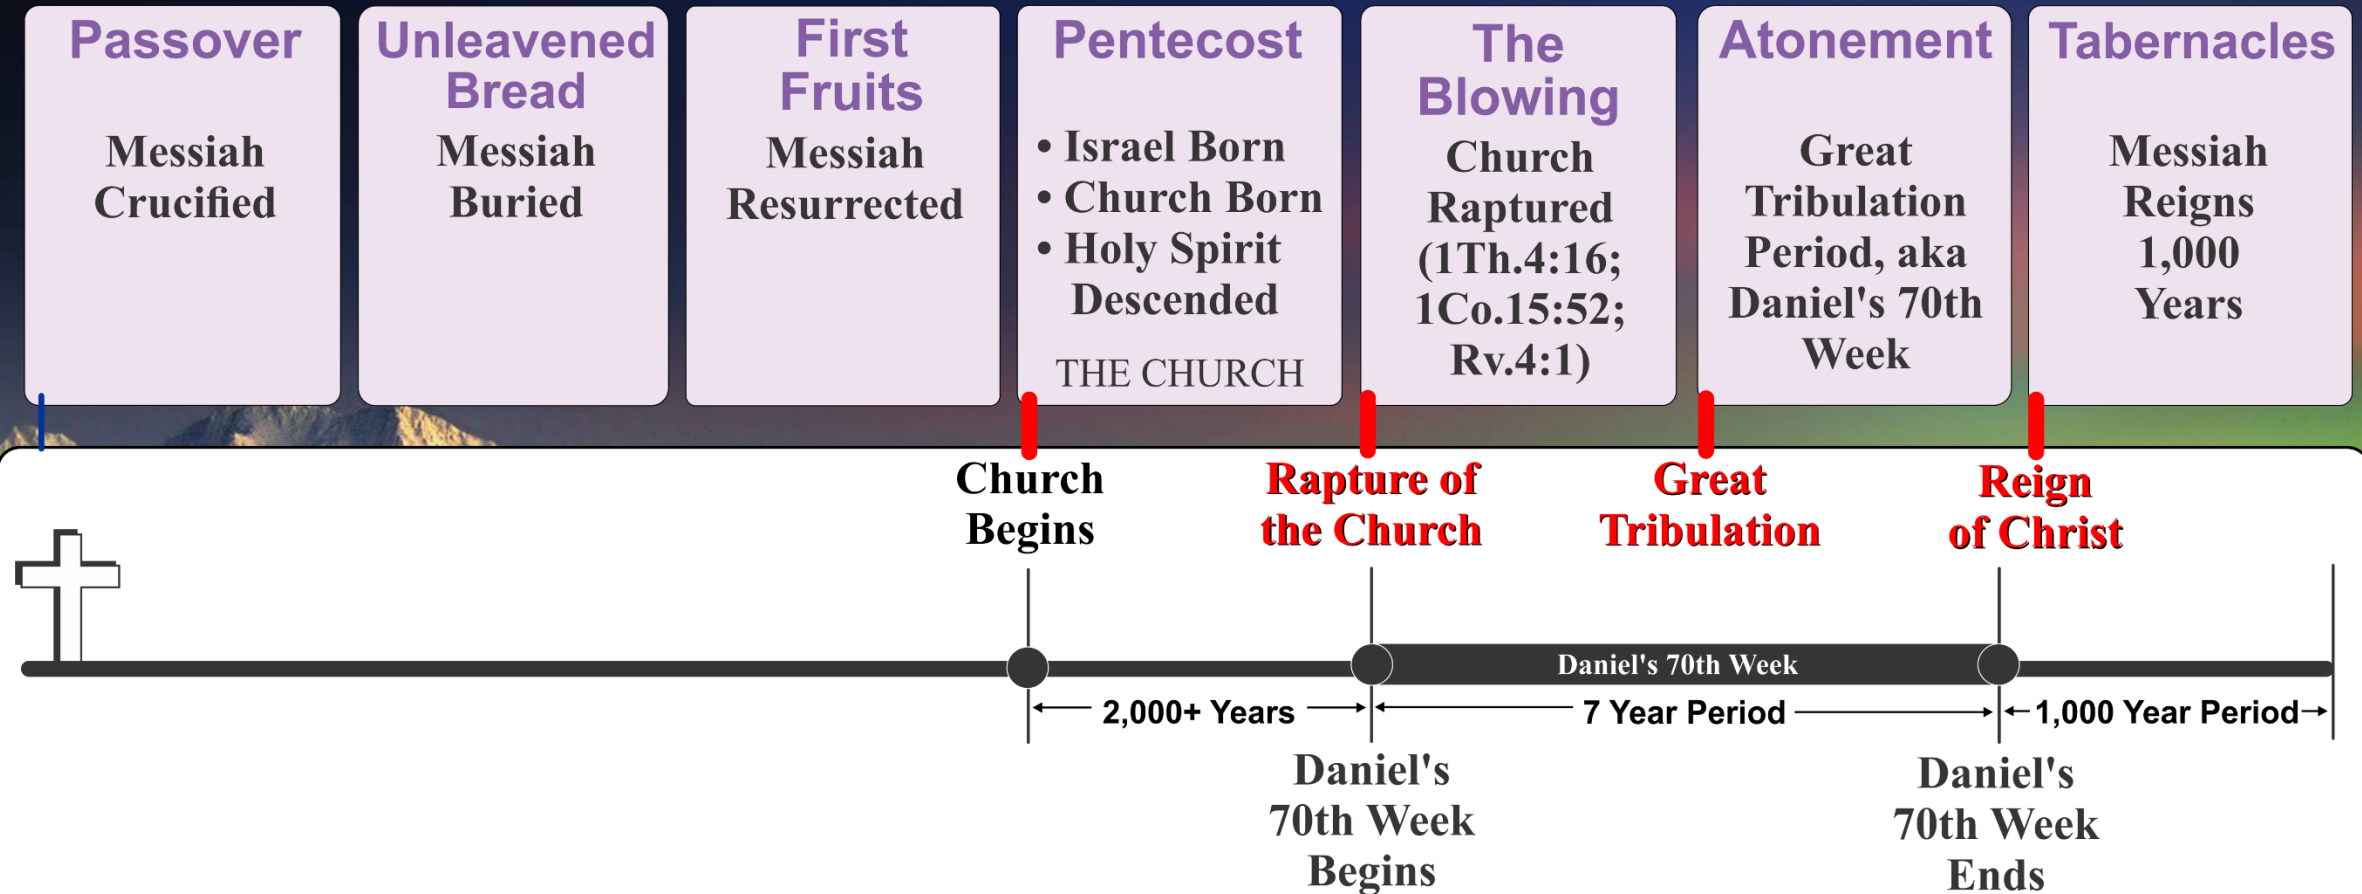 Passover
Messiah
Crucified
Unleavened
Bread
Messiah
Buried
First
Fruits
Messiah
Resurrected
Pentecost
• Israel Born
• Church Born
• Holy Spirit
Descended
THE CHURCH
The
Blowing
Church
Raptured
(1Th.4:16;
1Co.15:52;
Rv.4:1)
Atonement
Great
Tribulation
Period, aka
Daniel's 70th
Week
Tabernacles
Messiah
Reigns
1,000
Years
Church
Begins
Rapture of
the Church
Great
Tribulation
Reign
of Christ
Daniel's 70th Week
2,000+ Years
7 Year Period
1,000 Year Period
Daniel's
70th Week
Begins
Daniel's
70th Week
Ends